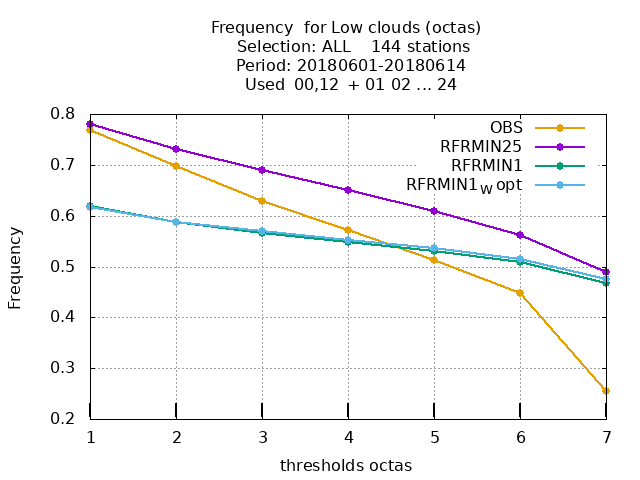 Frequency for Low clouds (octas)
Selection: ALL 144 stations
Period: 20180601-20180614
Used 00,12 + 01 02 ... 24
OBS
RFRMIN25
RFRMIN1
RFRMIN1W opt
0.8
0.7
0.6
0.5
0.4
0.3
0.2
Frequency
1 2 3 4 5 6 7
thresholds octas